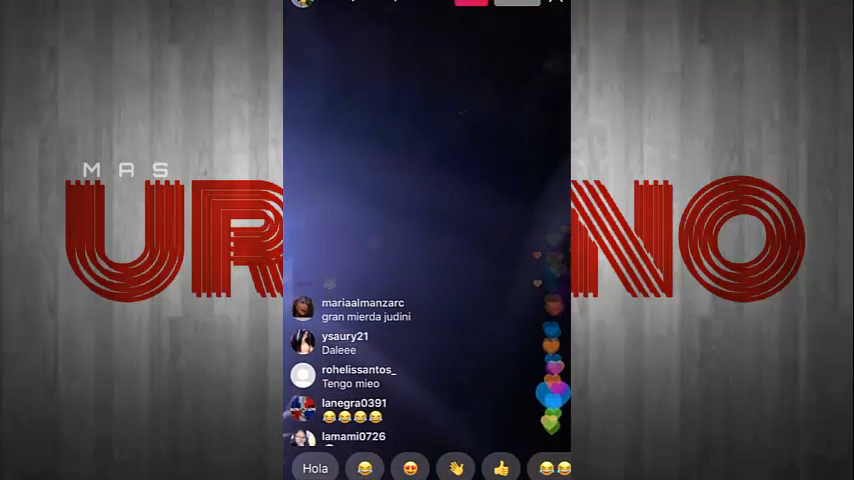 MAS
UR NO
mariaalmanzarc
gran mierda judini
ysaury21
Daleee
rohelissantos_
Tengo mieo
lanegra0391
😂😂😂😂
lamami0726
Hola